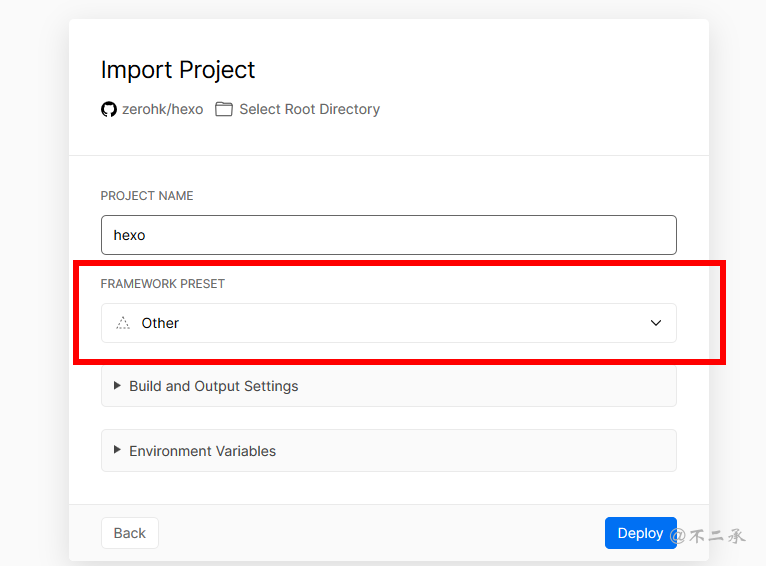 Import Project
zerohk/hexo Select Root Directory
PROJECT NAME
hexo
FRAMEWORK PRESET
Other
Build and Output Settings
Environment Variables
Back Deploy
@不二承